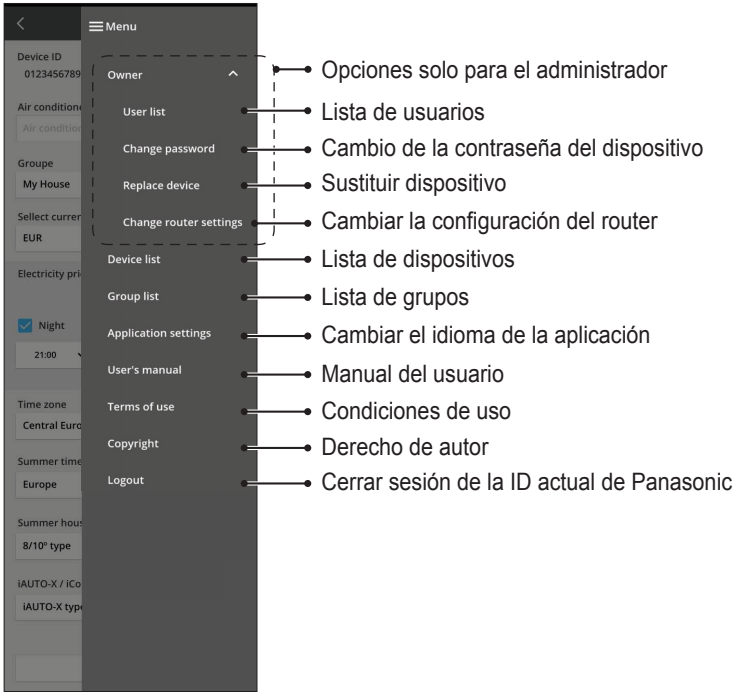 Menu
Device ID
0123456789
Owner
Opciones solo para el administrador
Air conditione
Air condition
User list
Lista de usuarios
Change password
Cambio de la contraseña del dispositivo
Groupe
My House
Replace device
Sustituir dispositivo
Sellect curren
EUR
Change router settings
Cambiar la configuración del router
Device list
Lista de dispositivos
Electricity pri
Group list
Lista de grupos
Night
Application settings
Cambiar el idioma de la aplicación
21:00
User's manual
Manual del usuario
Time zone
Central Euro
Terms of use
Condiciones de uso
Copyright
Derecho de autor
Summer time
Europe
Logout
Cerrar sesión de la ID actual de Panasonic
Summer hous
8/10° type
iAUTO-X / iCo
iAUTO-X type